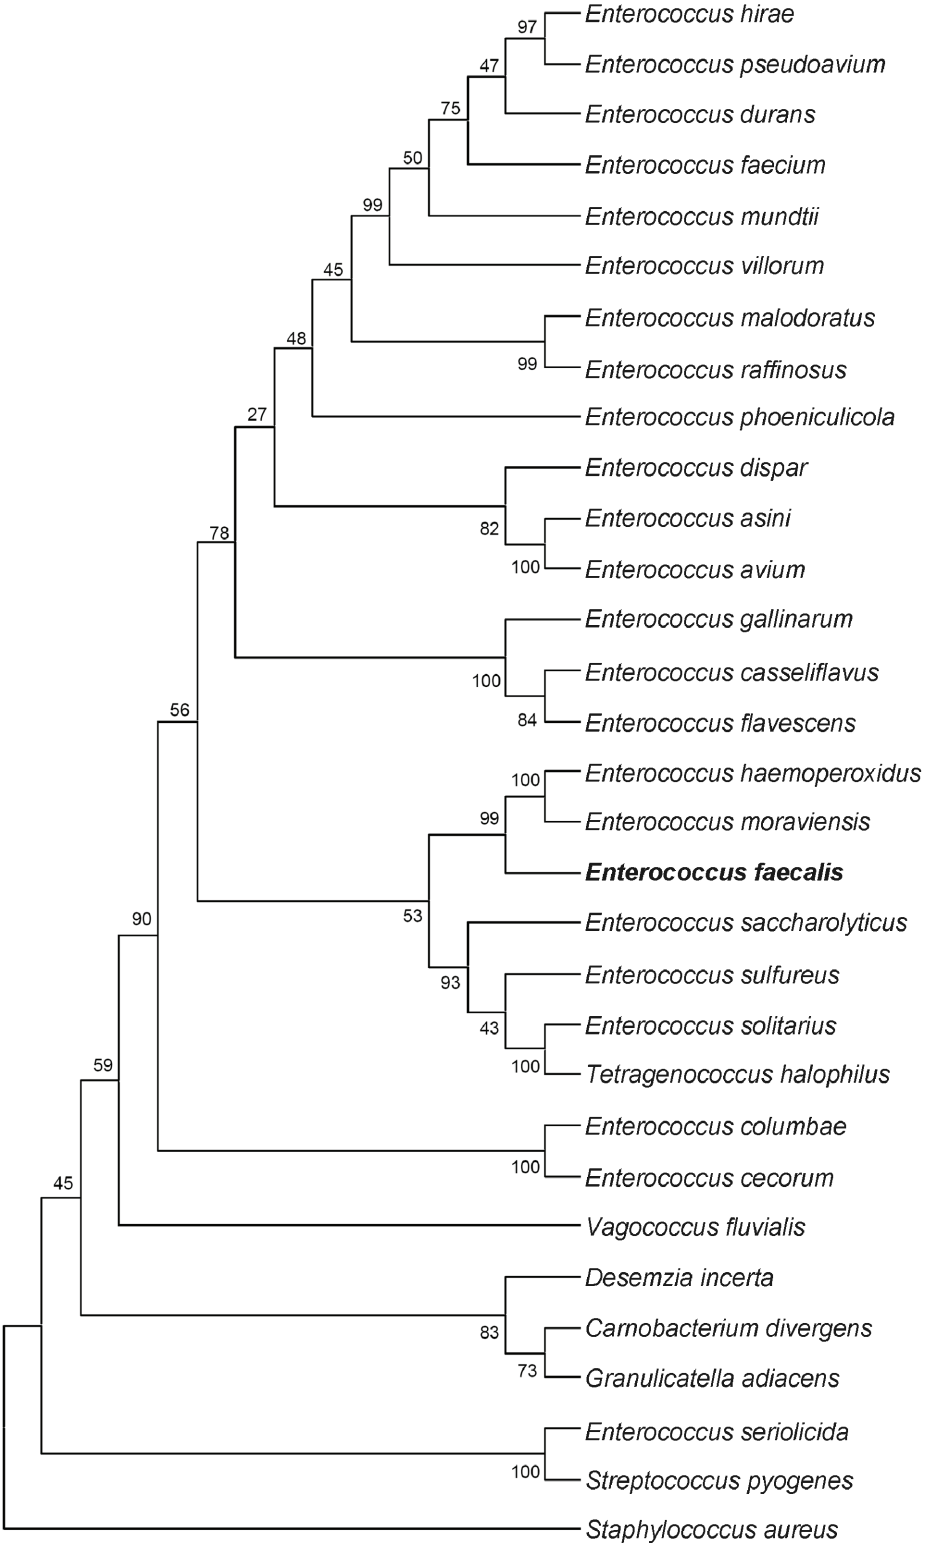 Enterococcus hirae
97
Enterococcus pseudoavium
47
Enterococcus durans
75
Enterococcus faecium
50
Enterococcus mundtii
99
Enterococcus villorum
45
Enterococcus malodoratus
48
99
Enterococcus raffinosus
27
Enterococcus phoeniculicola
Enterococcus dispar
82
Enterococcus asini
78
100
Enterococcus avium
Enterococcus gallinarum
100
Enterococcus casseliflavus
56
84
Enterococcus flavescens
100
Enterococcus haemoperoxidus
99
Enterococcus moraviensis
Enterococcus faecalis
53
90
Enterococcus saccharolyticus
93
Enterococcus sulfureus
43
Enterococcus solitarius
59
100
Tetragenococcus halophilus
Enterococcus columbae
100
Enterococcus cecorum
45
Vagococcus fluvialis
Desemzia incerta
83
Carnobacterium divergens
73
Granulicatella adiacens
Enterococcus seriolicida
100
Streptococcus pyogenes
Staphylococcus aureus